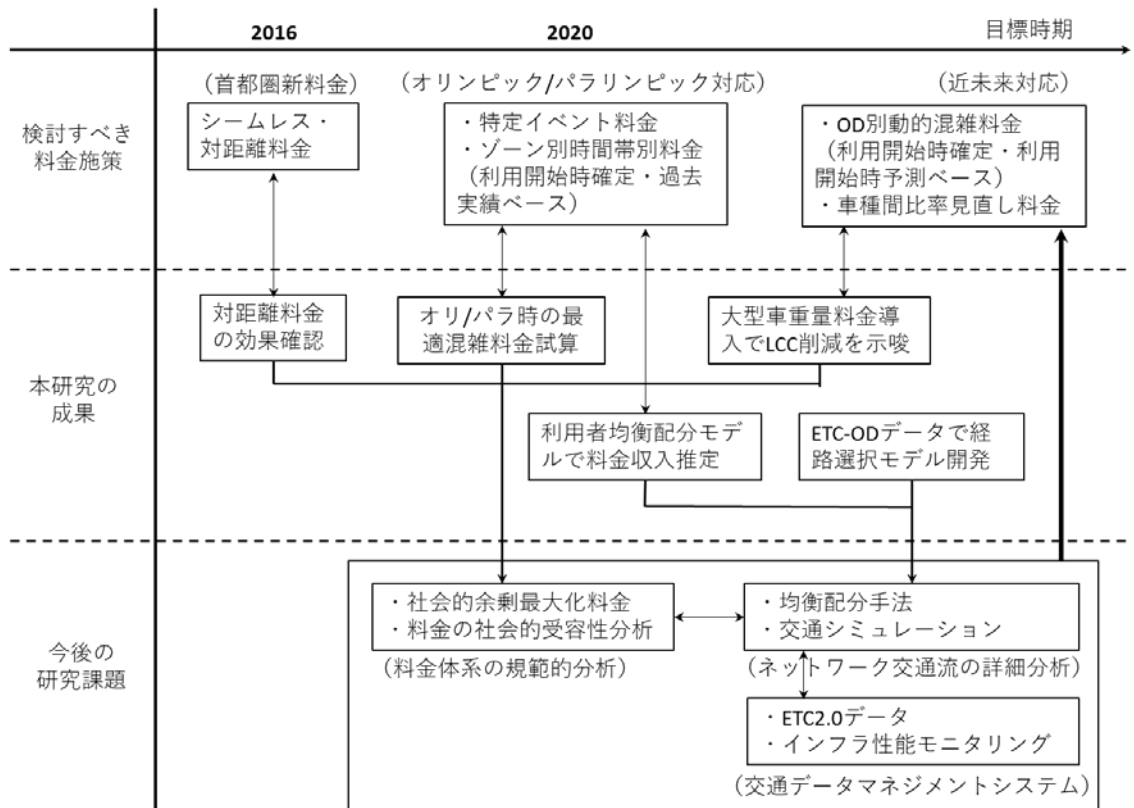 2016
2020
目標時期
検討すべき
料金施策
（首都圏新料金）
シームレス・
対距離料金
（オリンピック/パラリンピック対応）
・特定イベント料金
・ゾーン別時間帯別料金
（利用開始時確定・過去
実績ベース）
（近未来対応）
・OD別動的混雑料金
（利用開始時確定・利用
開始時予測ベース）
・車種間比率見直し料金
本研究の
成果
対距離料金
の効果確認
オリ/パラ時の最
適混雑料金試算
大型車重量料金導
入でLCC削減を示唆
利用者均衡配分モデ
ルで料金収入推定
ETC-ODデータで経
路選択モデル開発
今後の
研究課題
・社会的余剰最大化料金
・料金の社会的受容性分析
（料金体系の規範的分析）
・均衡配分手法
・交通シミュレーション
（ネットワーク交通流の詳細分析）
・ETC2.0データ
・インフラ性能モニタリング
（交通データマネジメントシステム）